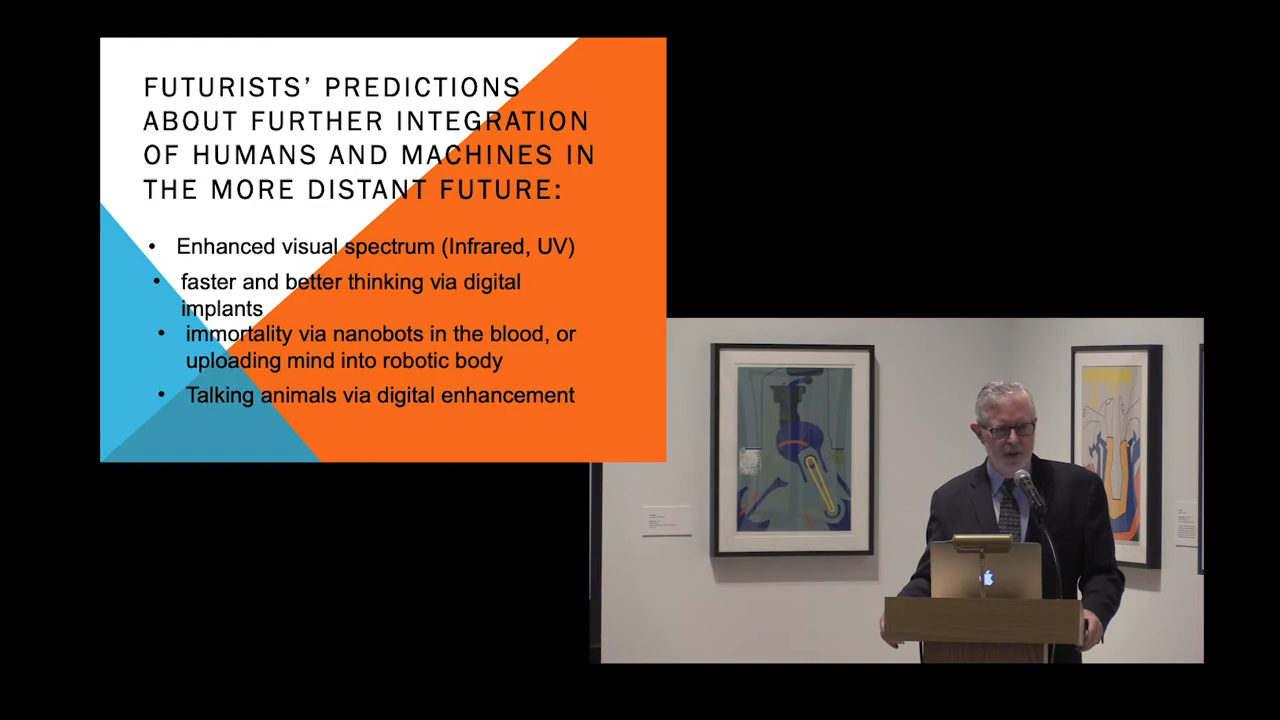 FUTURISTS’ PREDICTIONS
ABOUT FURTHER INTEGRATION
OF HUMANS AND MACHINES IN
THE MORE DISTANT FUTURE:
• Enhanced visual spectrum (Infrared, UV)
• faster and better thinking via digital
implants
• immortality via nanobots in the blood, or
uploading mind into robotic body
• Talking animals via digital enhancement